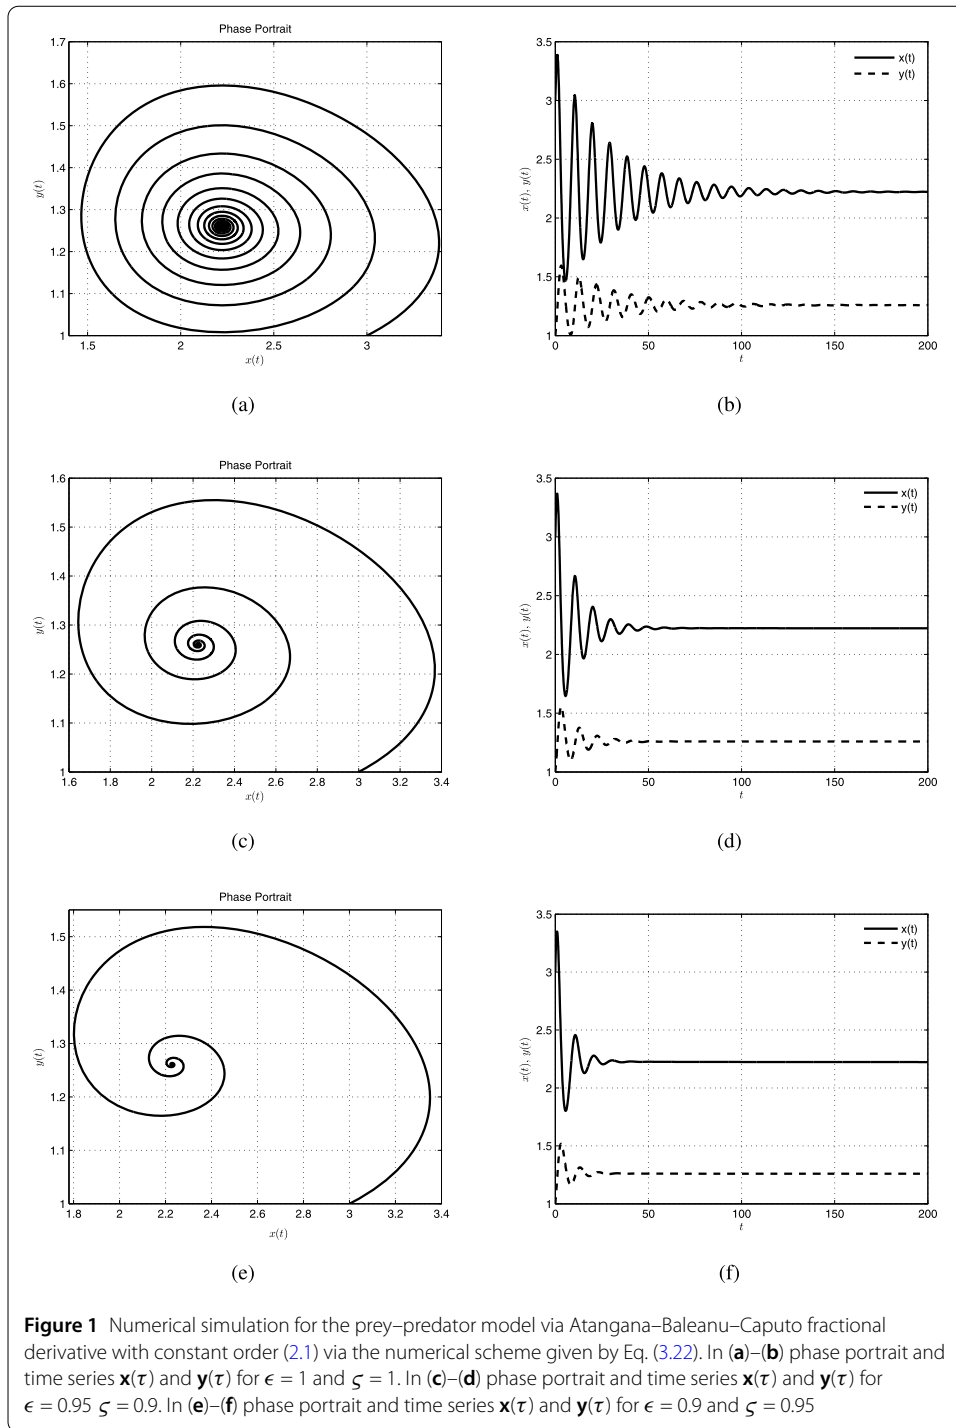 Phase Portrait
1.7
1.6
1.5
1.4
1.3
1.2
1.1
1
y(t)
1.5 2 2.5 3
x(t)
(a)
3.5
3
2.5
2
1.5
1
x(t), y(t)
x(t)
y(t)
0 50 100 150 200
t
(b)
Phase Portrait
1.6
1.5
1.4
1.3
1.2
1.1
1
y(t)
1.6 1.8 2 2.2 2.4 2.6 2.8 3 3.2 3.4
x(t)
(c)
3.5
3
2.5
2
1.5
1
x(t), y(t)
x(t)
y(t)
0 50 100 150 200
t
(d)
Phase Portrait
1.5
1.4
1.3
1.2
1.1
1
y(t)
1.8 2 2.2 2.4 2.6 2.8 3 3.2 3.4
x(t)
(e)
3.5
3
2.5
2
1.5
1
x(t), y(t)
x(t)
y(t)
0 50 100 150 200
t
(f)
Figure 1 Numerical simulation for the prey–predator model via Atangana–Baleanu–Caputo fractional
derivative with constant order (2.1) via the numerical scheme given by Eq. (3.22). In (a)–(b) phase portrait and
time series x(τ) and y(τ) for ϵ = 1 and ς = 1. In (c)–(d) phase portrait and time series x(τ) and y(τ) for
ϵ = 0.95 ς = 0.9. In (e)–(f) phase portrait and time series x(τ) and y(τ) for ϵ = 0.9 and ς = 0.95